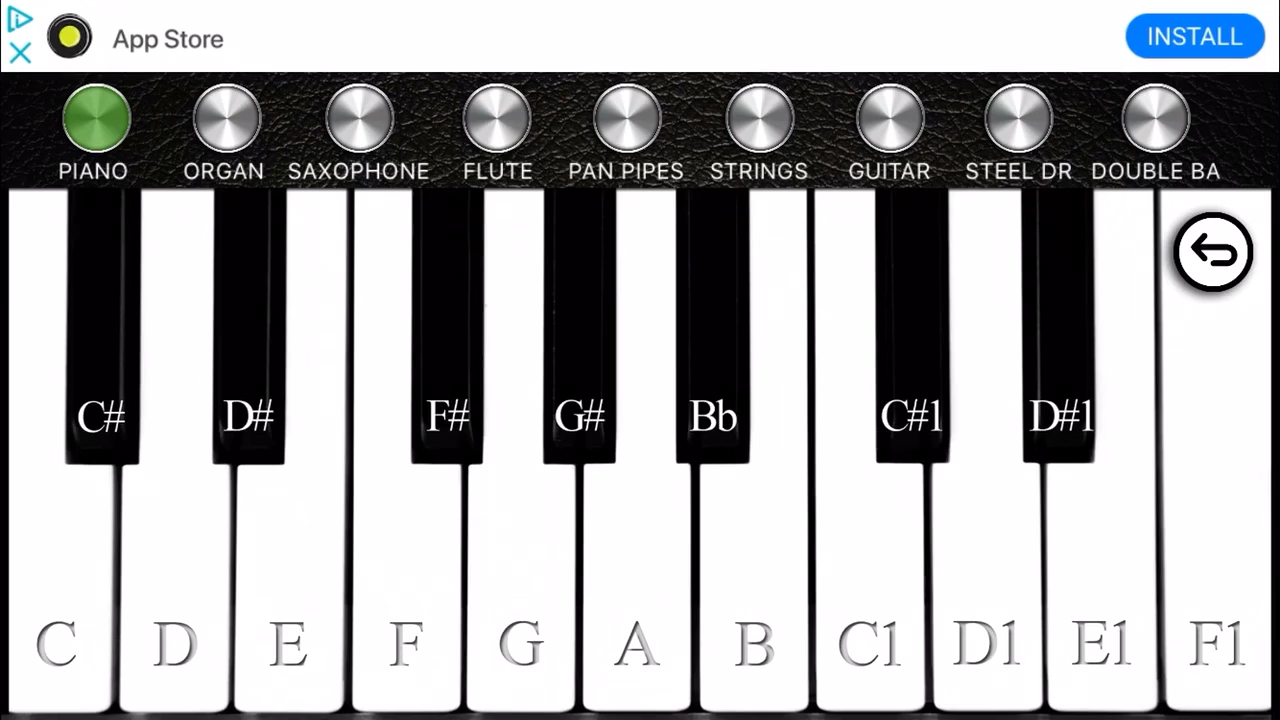 App Store
INSTALL
PIANO ORGAN SAXOPHONE FLUTE PAN PIPES STRINGS GUITAR STEEL DR DOUBLE BA
C# D# F# G# Bb C#1 D#1
C D E F G A B C1 D1 E1 F1